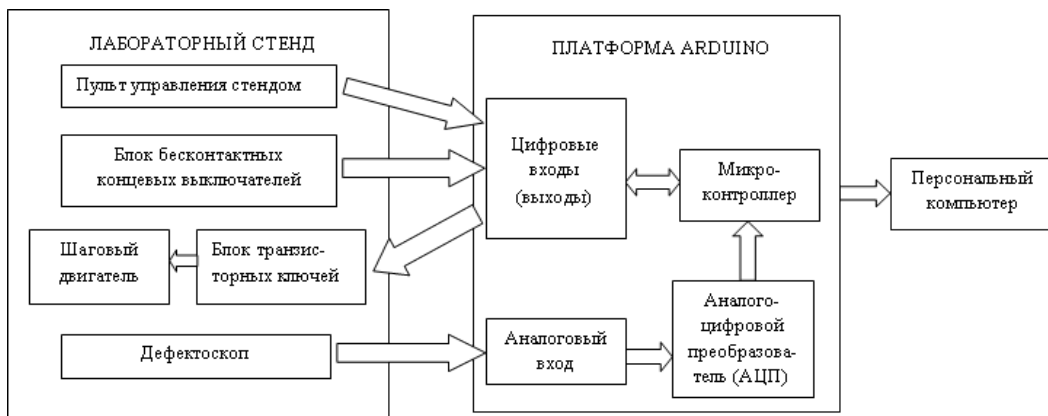 ЛАБОРАТОРНЫЙ СТЕНД
Пульт управления стендом
Блок бесконтактных
концевых выключателей
Шаговый
двигатель
Блок транзис-
торных ключей
Дефектоскоп
ПЛАТФОРМА ARDUINO
Цифровые
входы
(выходы)
Микро-
контроллер
Аналоговый
вход
Аналого-
цифровой
преобразова-
тель (АЦП)
Персональный
компьютер